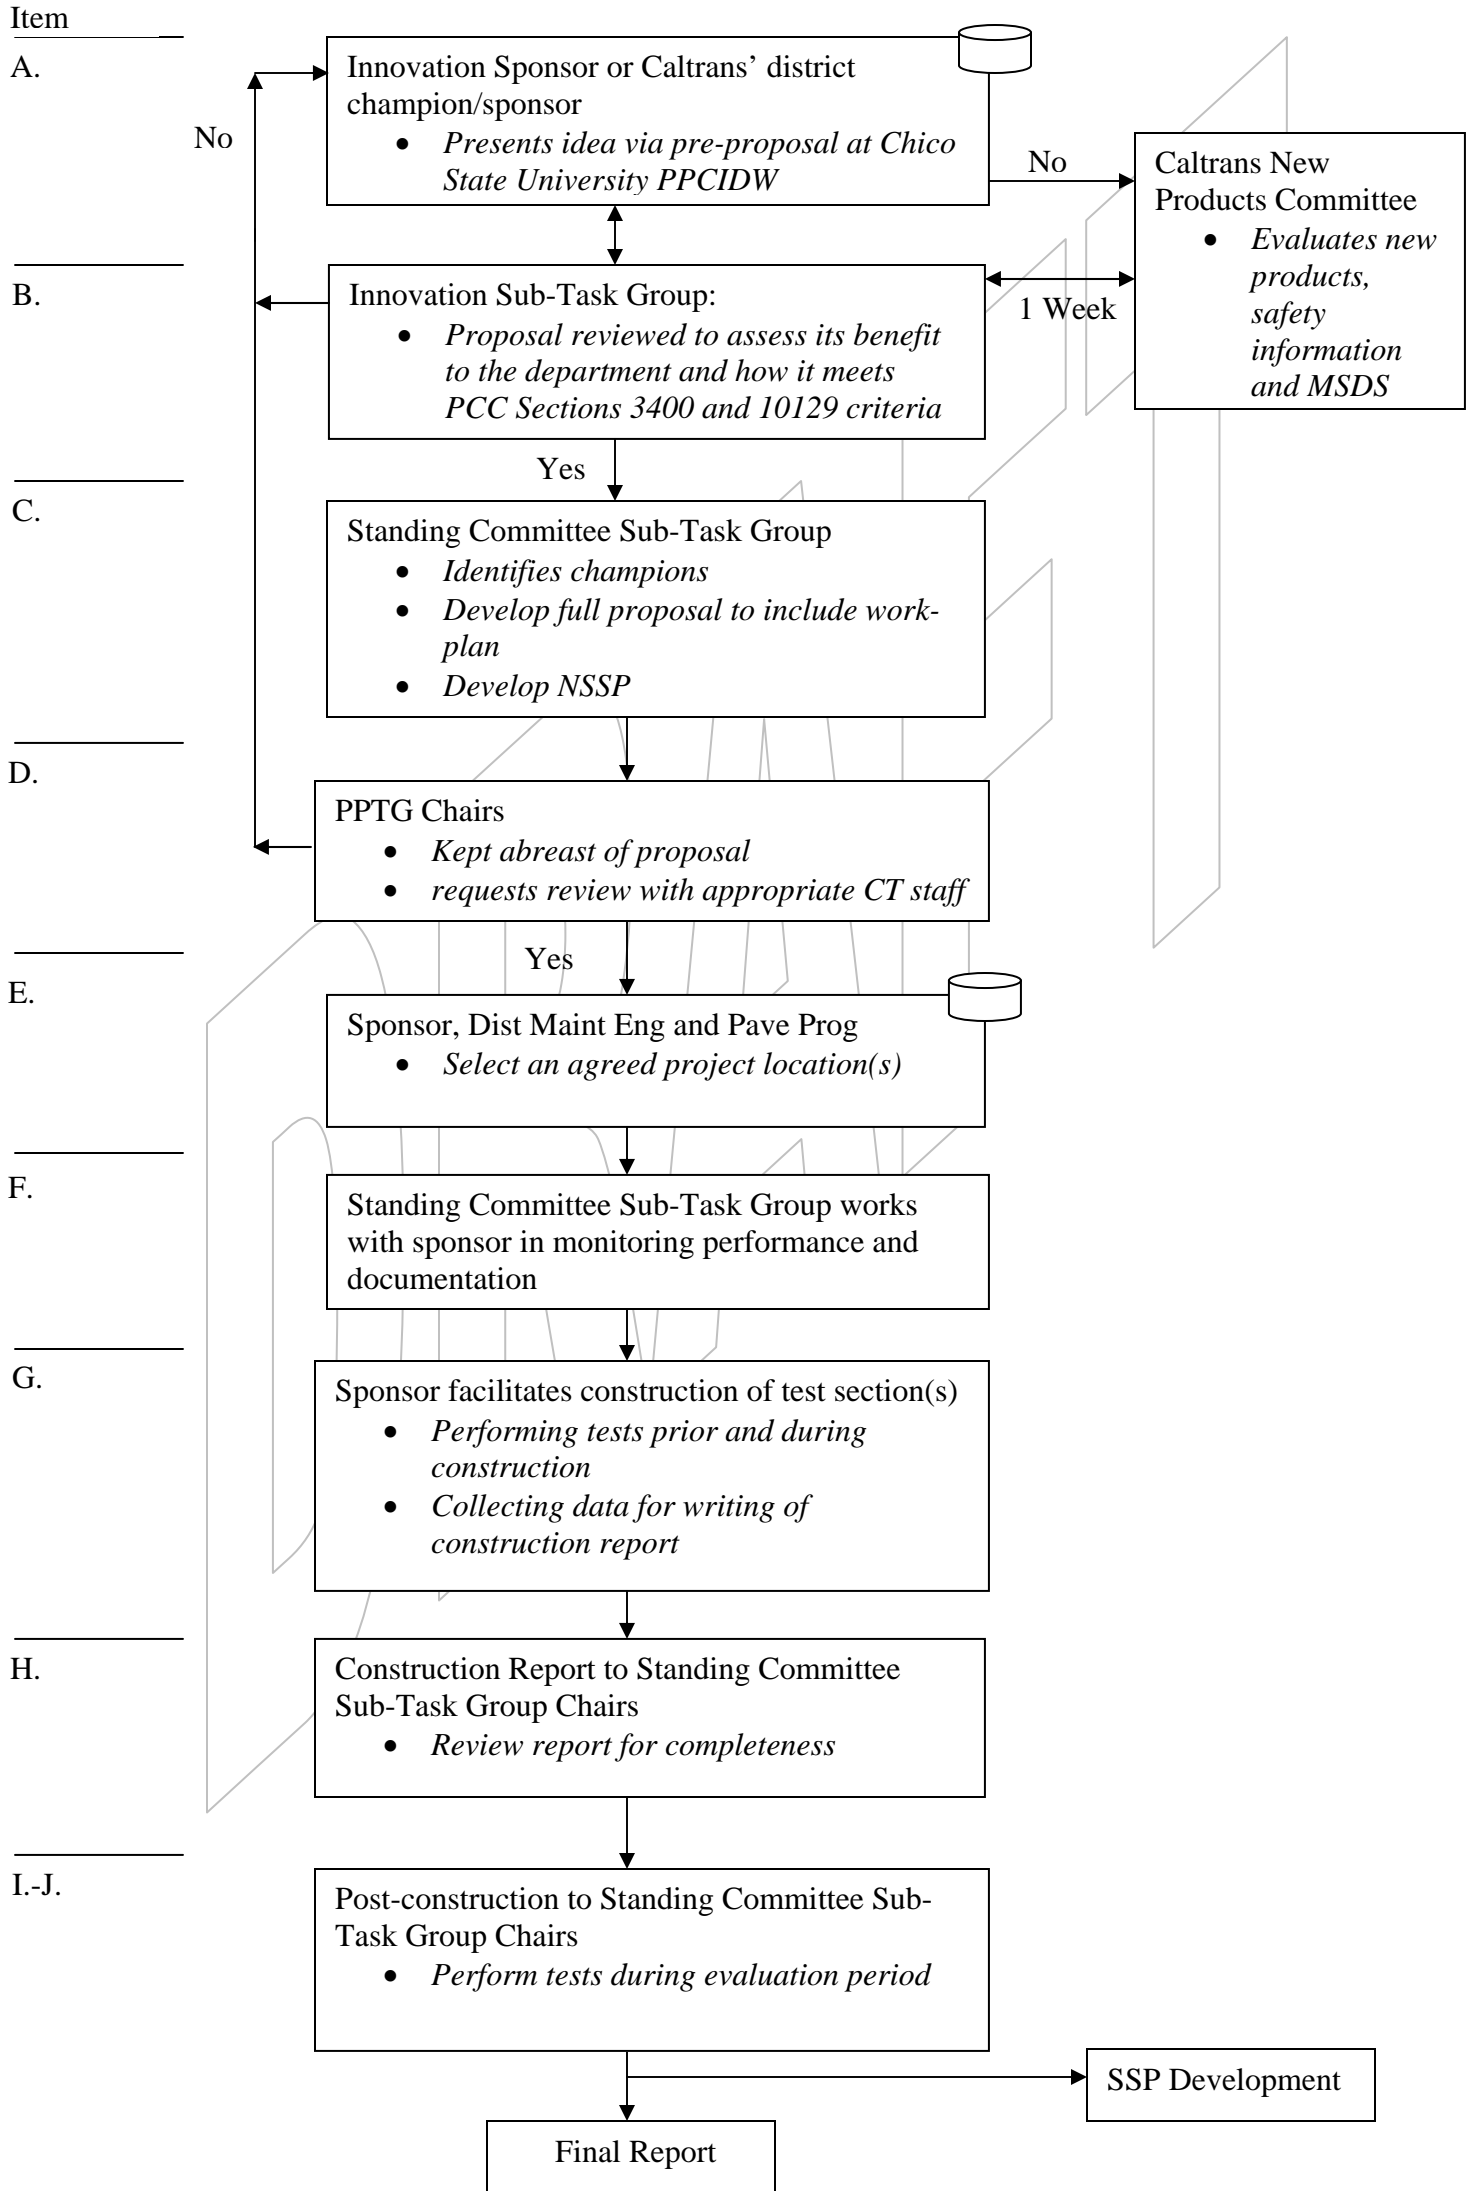 Item
A.
Innovation Sponsor or Caltrans’ district
champion/sponsor
• Presents idea via pre-proposal at Chico
State University PPCIDW
No
No
Caltrans New
Products Committee
• Evaluates new
products,
safety
information
and MSDS
B.
Innovation Sub-Task Group:
• Proposal reviewed to assess its benefit
to the department and how it meets
PCC Sections 3400 and 10129 criteria
1 Week
Yes
C.
Standing Committee Sub-Task Group
• Identifies champions
• Develop full proposal to include work-
plan
• Develop NSSP
D.
PPTG Chairs
• Kept abreast of proposal
• requests review with appropriate CT staff
Yes
E.
Sponsor, Dist Maint Eng and Pave Prog
• Select an agreed project location(s)
F.
Standing Committee Sub-Task Group works
with sponsor in monitoring performance and
documentation
G.
Sponsor facilitates construction of test section(s)
• Performing tests prior and during
construction
• Collecting data for writing of
construction report
H.
Construction Report to Standing Committee
Sub-Task Group Chairs
• Review report for completeness
I.-J.
Post-construction to Standing Committee Sub-
Task Group Chairs
• Perform tests during evaluation period
SSP Development
Final Report
DRAFT